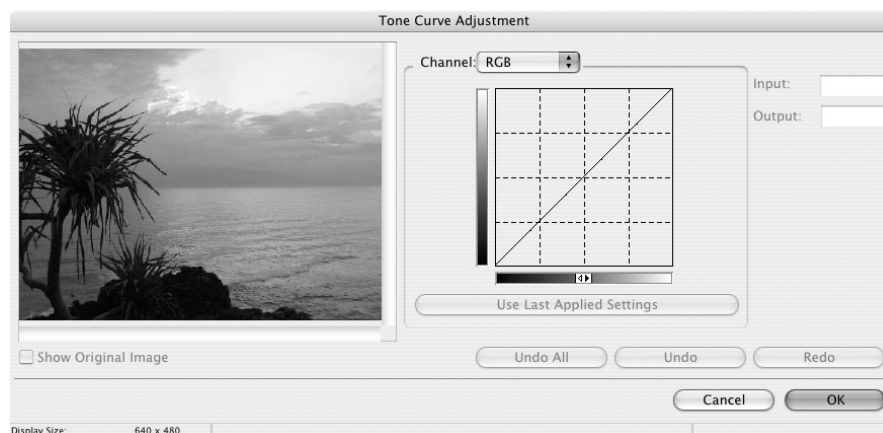 Tone Curve Adjustment
Channel: RGB
Input:
Output:
Use Last Applied Settings
Show Original Image
Undo All
Undo
Redo
Cancel
OK
Display Size: 640 x 480